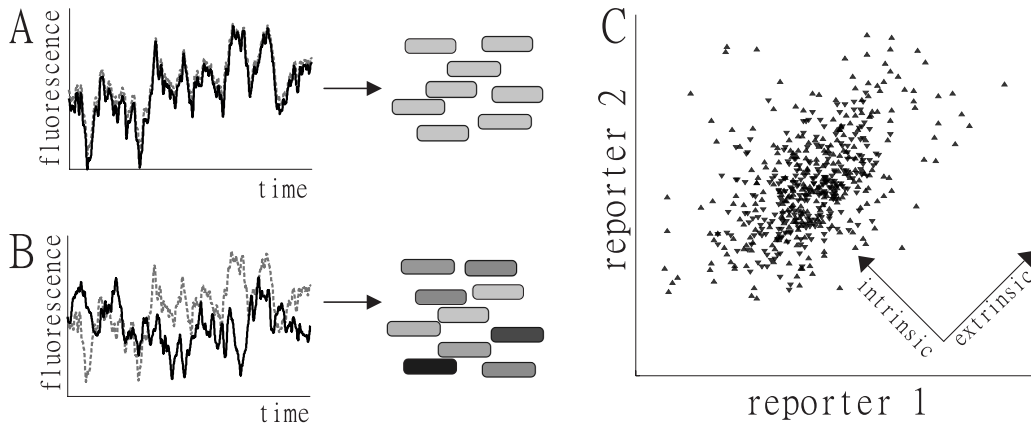 A
fluorescence
time
B
fluorescence
time
C
reporter 2
intrinsic
extrinsic
reporter 1